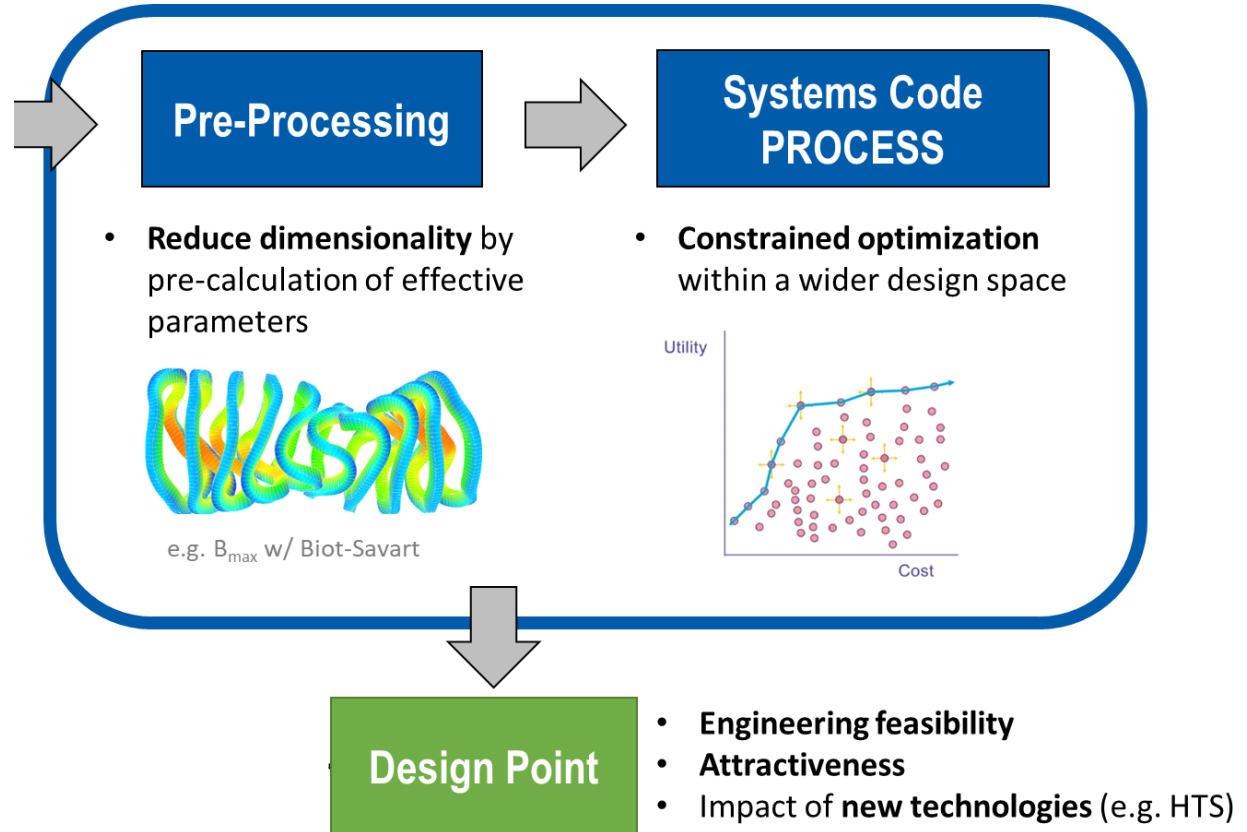 Pre-Processing
Systems Code
PROCESS
• Reduce dimensionality by
pre-calculation of effective
parameters
e.g. Bmax w/ Biot-Savart
• Constrained optimization
within a wider design space
Utility
Cost
Design Point
• Engineering feasibility
• Attractiveness
• Impact of new technologies (e.g. HTS)